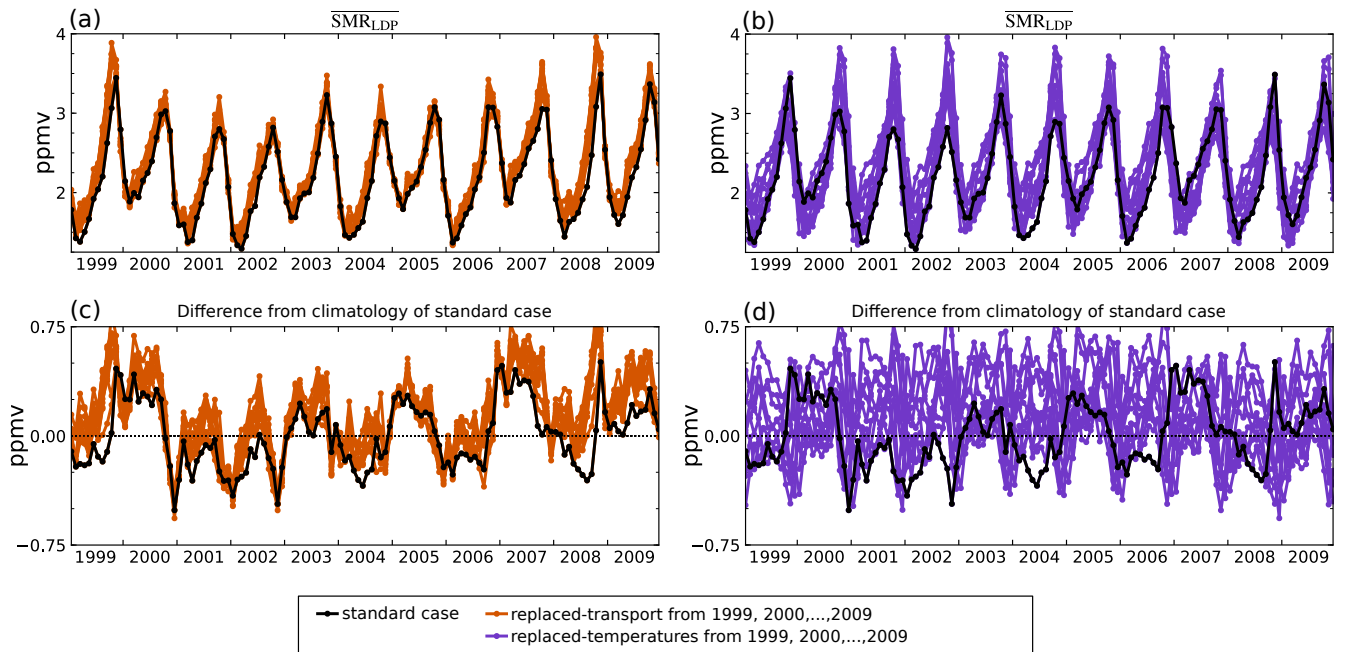 (a) SMR_LDP (b) SMR_LDP
4 4
3 3
ppmv ppmv
2 2
1999 2000 2001 2002 2003 2004 2005 2006 2007 2008 2009 1999 2000 2001 2002 2003 2004 2005 2006 2007 2008 2009
(c) Difference from climatology of standard case (d) Difference from climatology of standard case
0.75 0.75
ppmv 0.00 ppmv 0.00
−0.75 −0.75
1999 2000 2001 2002 2003 2004 2005 2006 2007 2008 2009 1999 2000 2001 2002 2003 2004 2005 2006 2007 2008 2009
standard case replaced-transport from 1999, 2000,...,2009
replaced-temperatures from 1999, 2000,...,2009